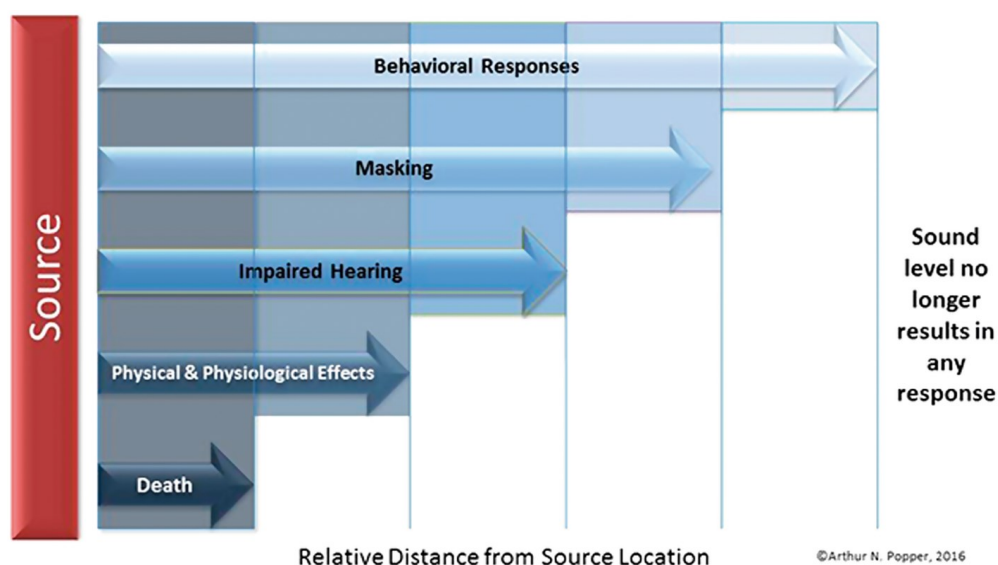 Source
Behavioral Responses
Masking
Impaired Hearing
Physical & Physiological Effects
Death
Sound
level no
longer
results in
any
response
Relative Distance from Source Location
©Arthur N. Popper, 2016